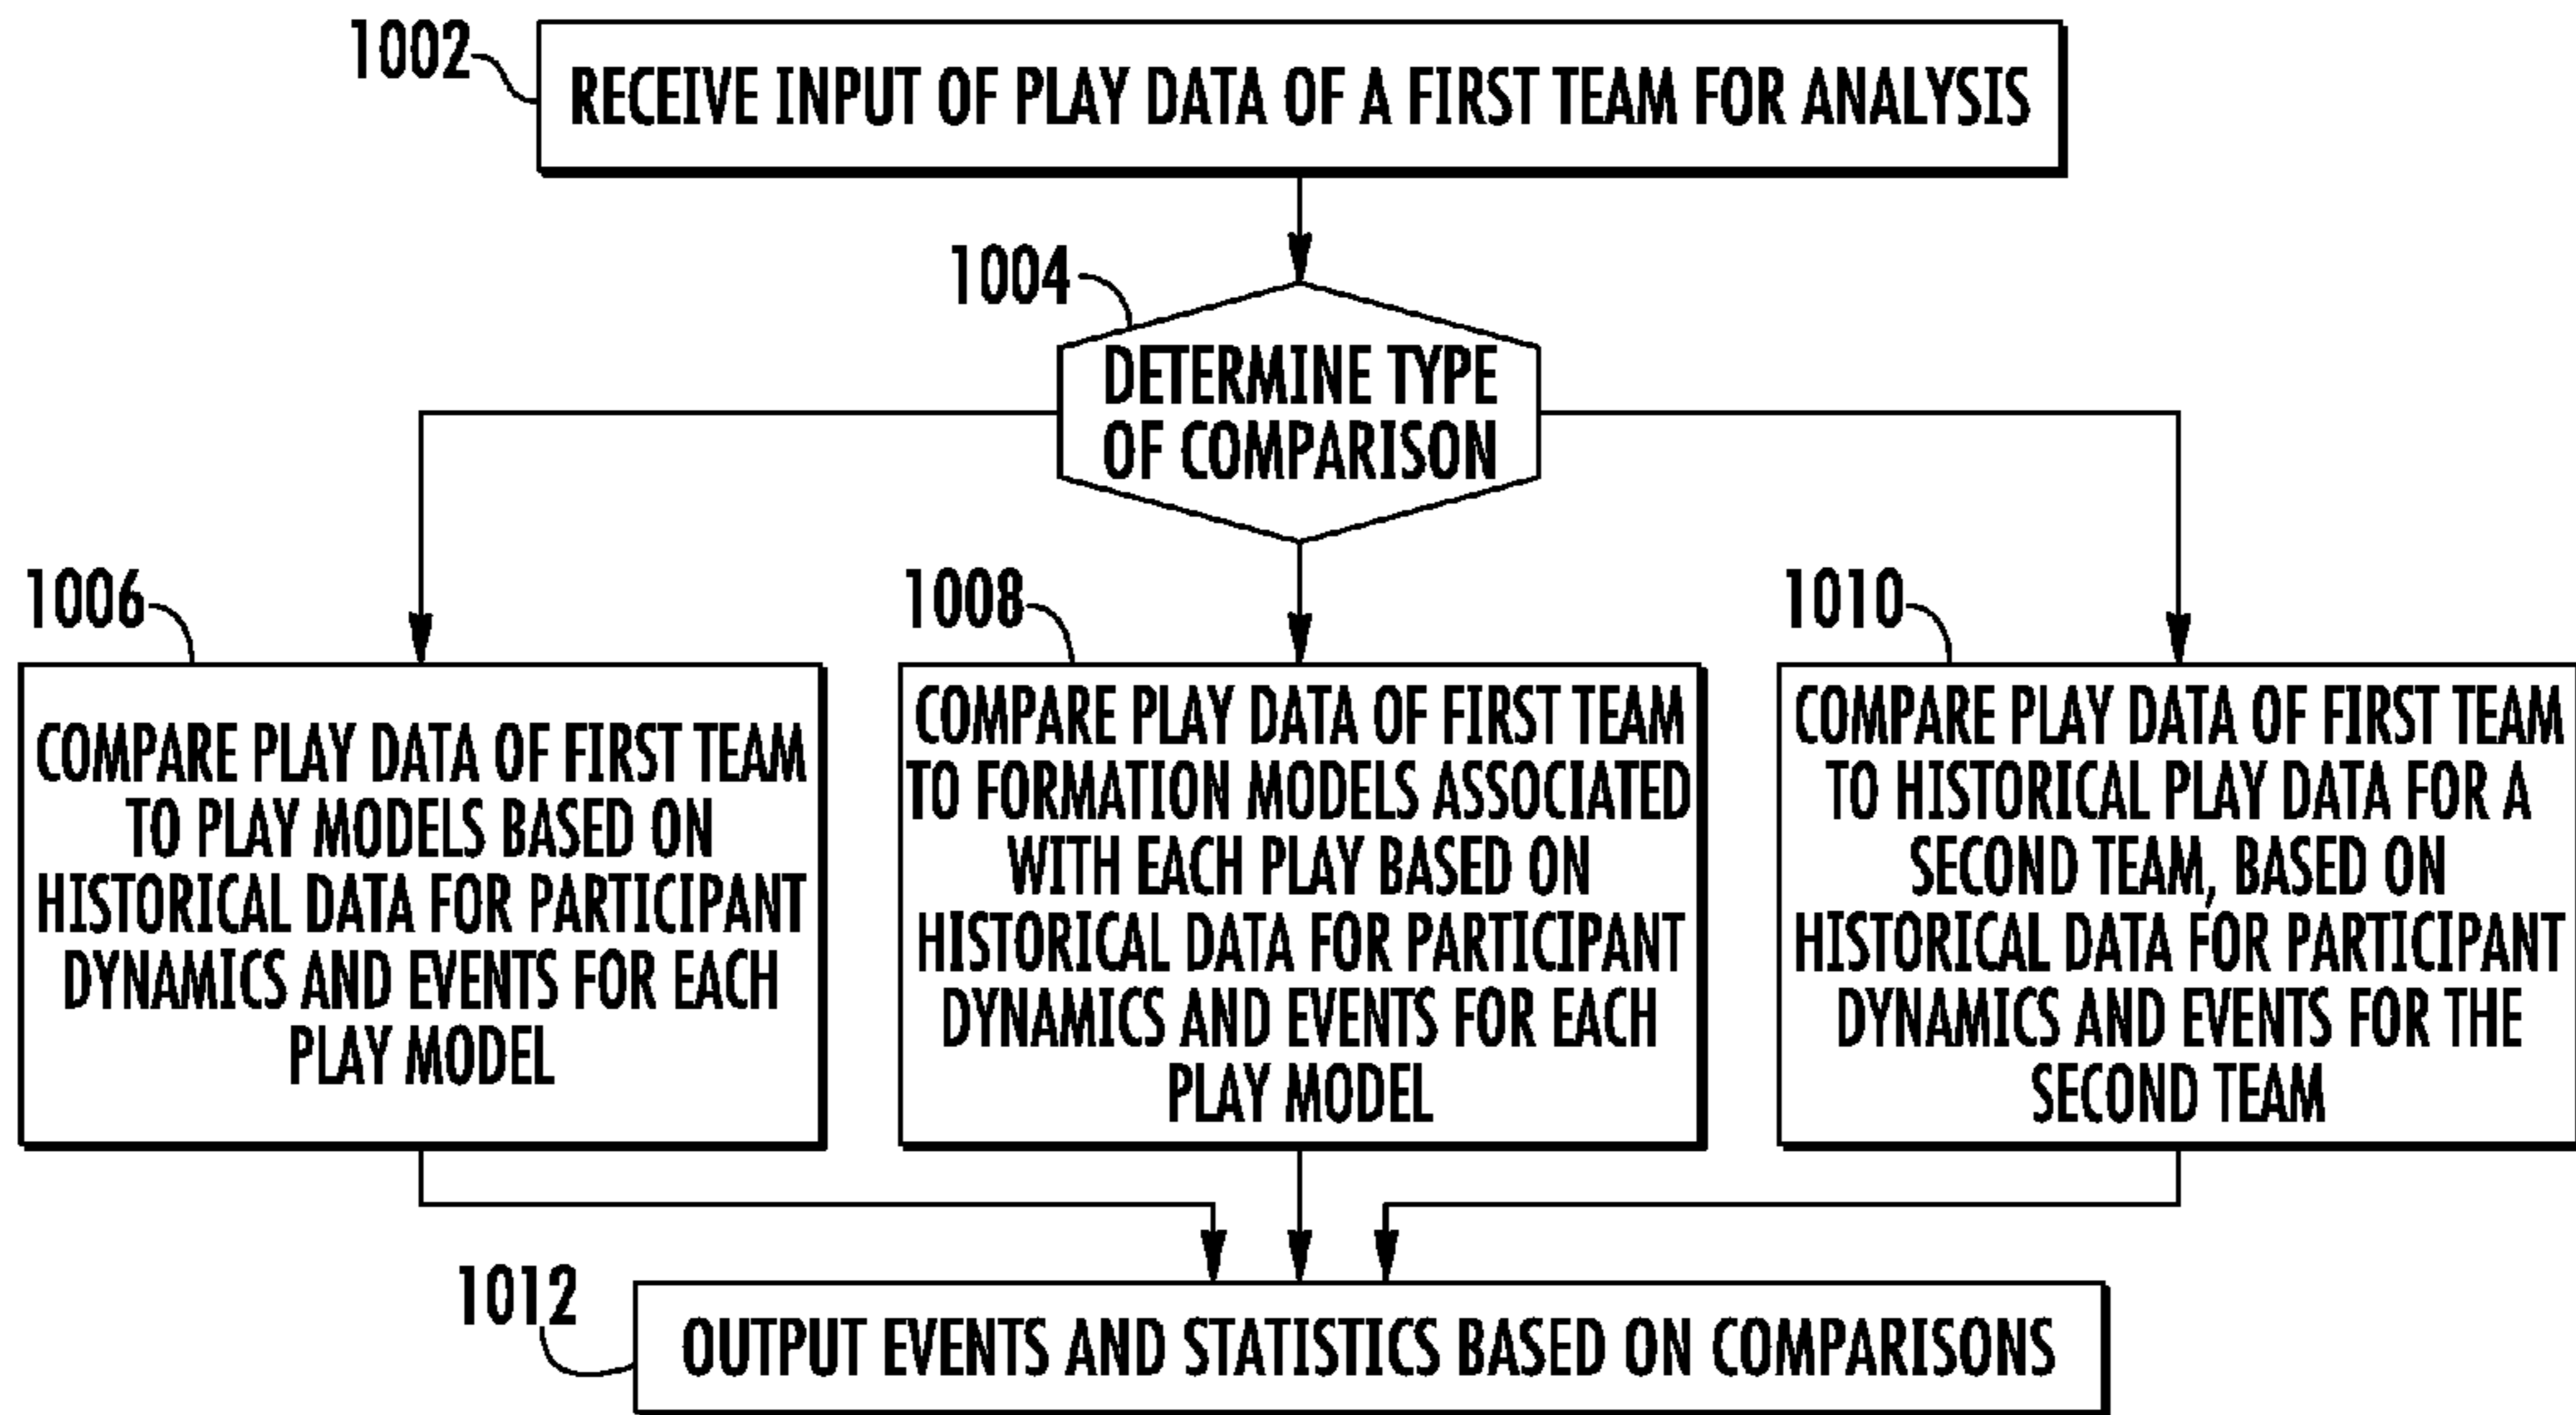 1002
RECEIVE INPUT OF PLAY DATA OF A FIRST TEAM FOR ANALYSIS
1004
DETERMINE TYPE
OF COMPARISON
1006
COMPARE PLAY DATA OF FIRST TEAM
TO PLAY MODELS BASED ON
HISTORICAL DATA FOR PARTICIPANT
DYNAMICS AND EVENTS FOR EACH
PLAY MODEL
1008
COMPARE PLAY DATA OF FIRST TEAM
TO FORMATION MODELS ASSOCIATED
WITH EACH PLAY BASED ON
HISTORICAL DATA FOR PARTICIPANT
DYNAMICS AND EVENTS FOR EACH
PLAY MODEL
1010
COMPARE PLAY DATA OF FIRST TEAM
TO HISTORICAL PLAY DATA FOR A
SECOND TEAM, BASED ON
HISTORICAL DATA FOR PARTICIPANT
DYNAMICS AND EVENTS FOR THE
SECOND TEAM
1012
OUTPUT EVENTS AND STATISTICS BASED ON COMPARISONS